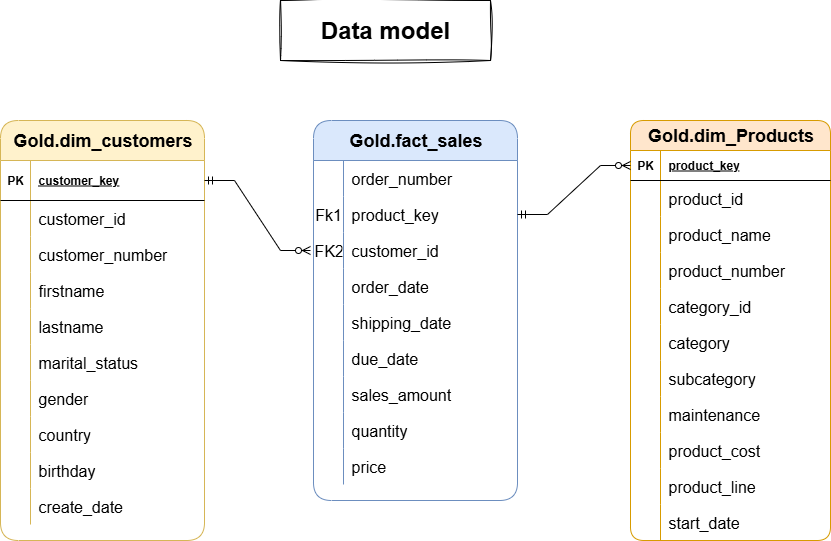 Data model
Gold.dim_customers
PK customer_key
customer_id
customer_number
firstname
lastname
marital_status
gender
country
birthday
create_date
Gold.fact_sales
order_number
Fk1 product_key
FK2 customer_id
order_date
shipping_date
due_date
sales_amount
quantity
price
Gold.dim_Products
PK product_key
product_id
product_name
product_number
category_id
category
subcategory
maintenance
product_cost
product_line
start_date